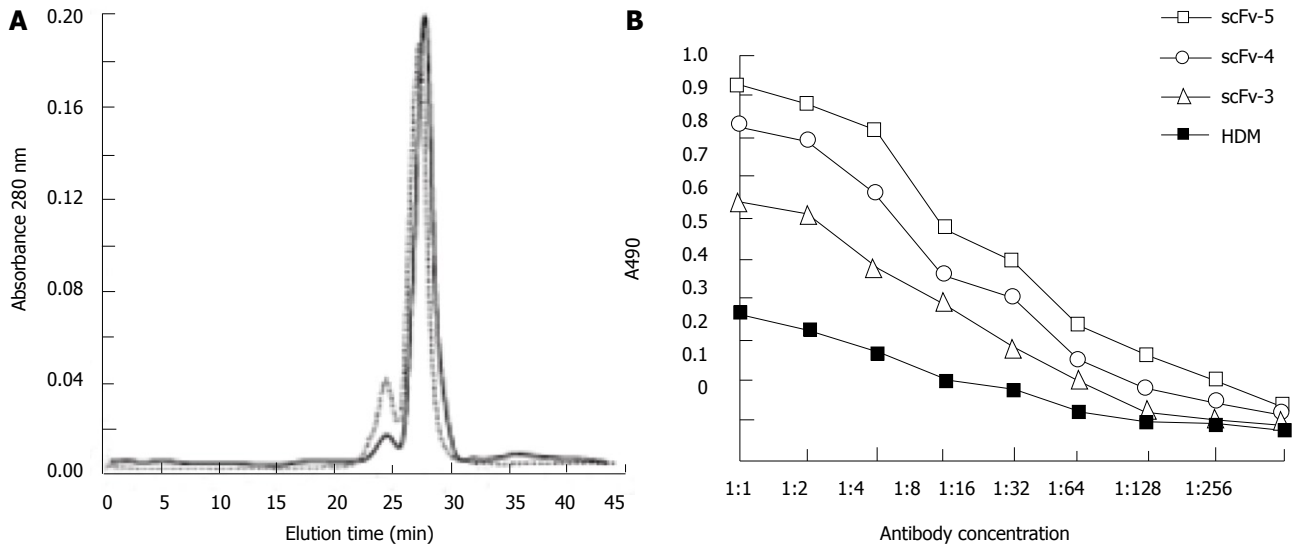 A
0.20
0.16
0.12
0.08
0.04
0.00
Absorbance 280 nm
0 5 10 15 20 25 30 35 40 45
Elution time (min)
B
scFv-5
scFv-4
scFv-3
HDM
1.0
0.9
0.8
0.7
0.6
0.5
0.4
0.3
0.2
0.1
0
A490
1:1 1:2 1:4 1:8 1:16 1:32 1:64 1:128 1:256
Antibody concentration